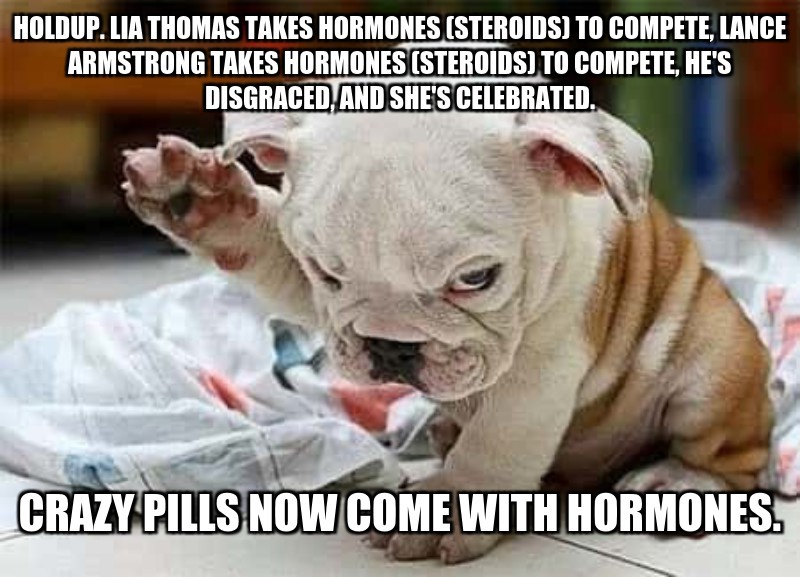 HOLDUP. LIA THOMAS TAKES HORMONES (STEROIDS) TO COMPETE, LANCE
ARMSTRONG TAKES HORMONES (STEROIDS) TO COMPETE, HE'S
DISGRACED, AND SHE'S CELEBRATED.
CRAZY PILLS NOW COME WITH HORMONES.